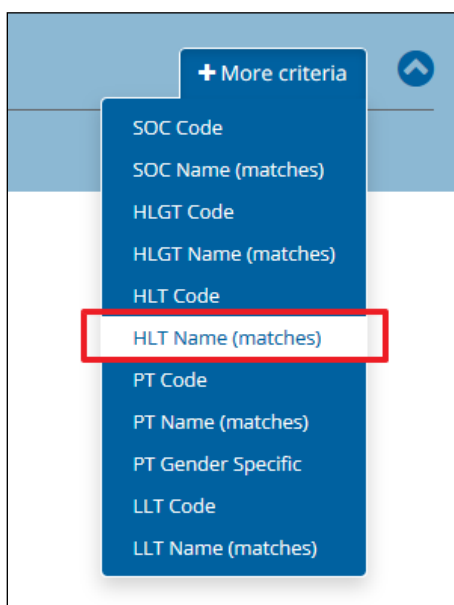 + More criteria
SOC Code
SOC Name (matches)
HLGT Code
HLGT Name (matches)
HLT Code
HLT Name (matches)
PT Code
PT Name (matches)
PT Gender Specific
LLT Code
LLT Name (matches)